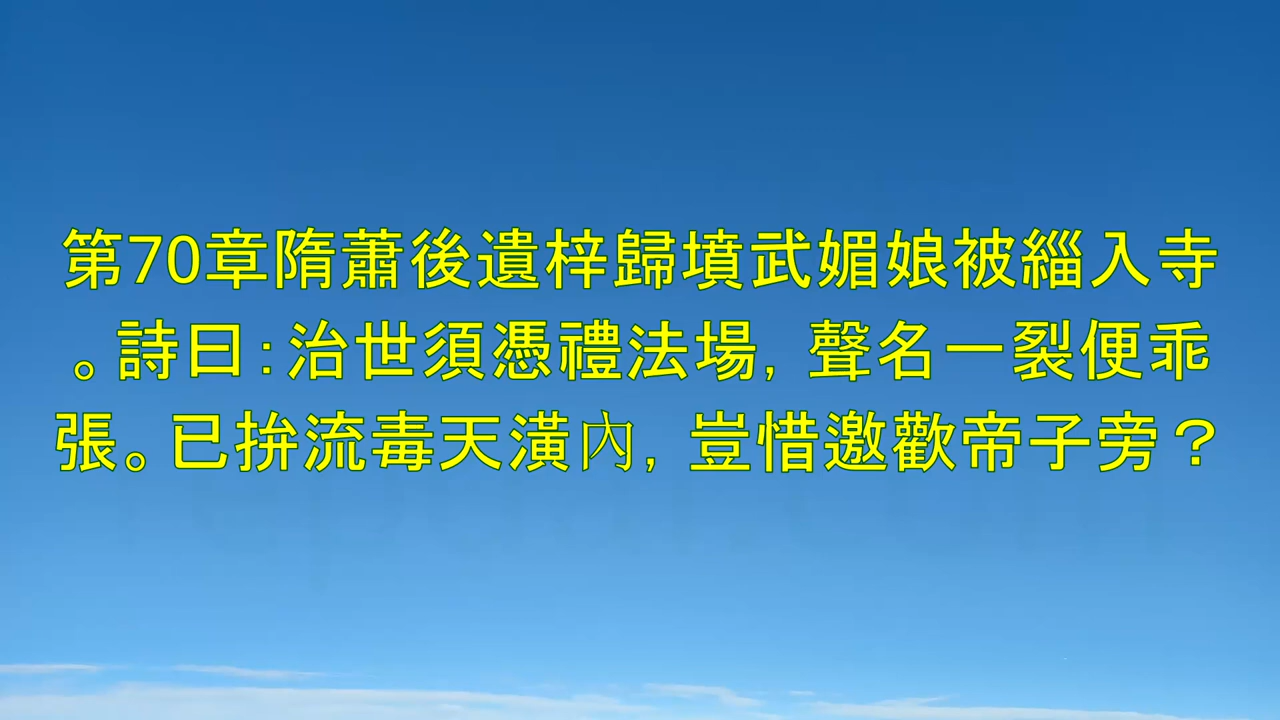 第70章隋蕭後遺梓歸墳武媚娘被緇入寺
。詩曰：治世須憑禮法場，聲名一裂便乖
張。已拚流毒天潢內，豈惜邀歡帝子旁？